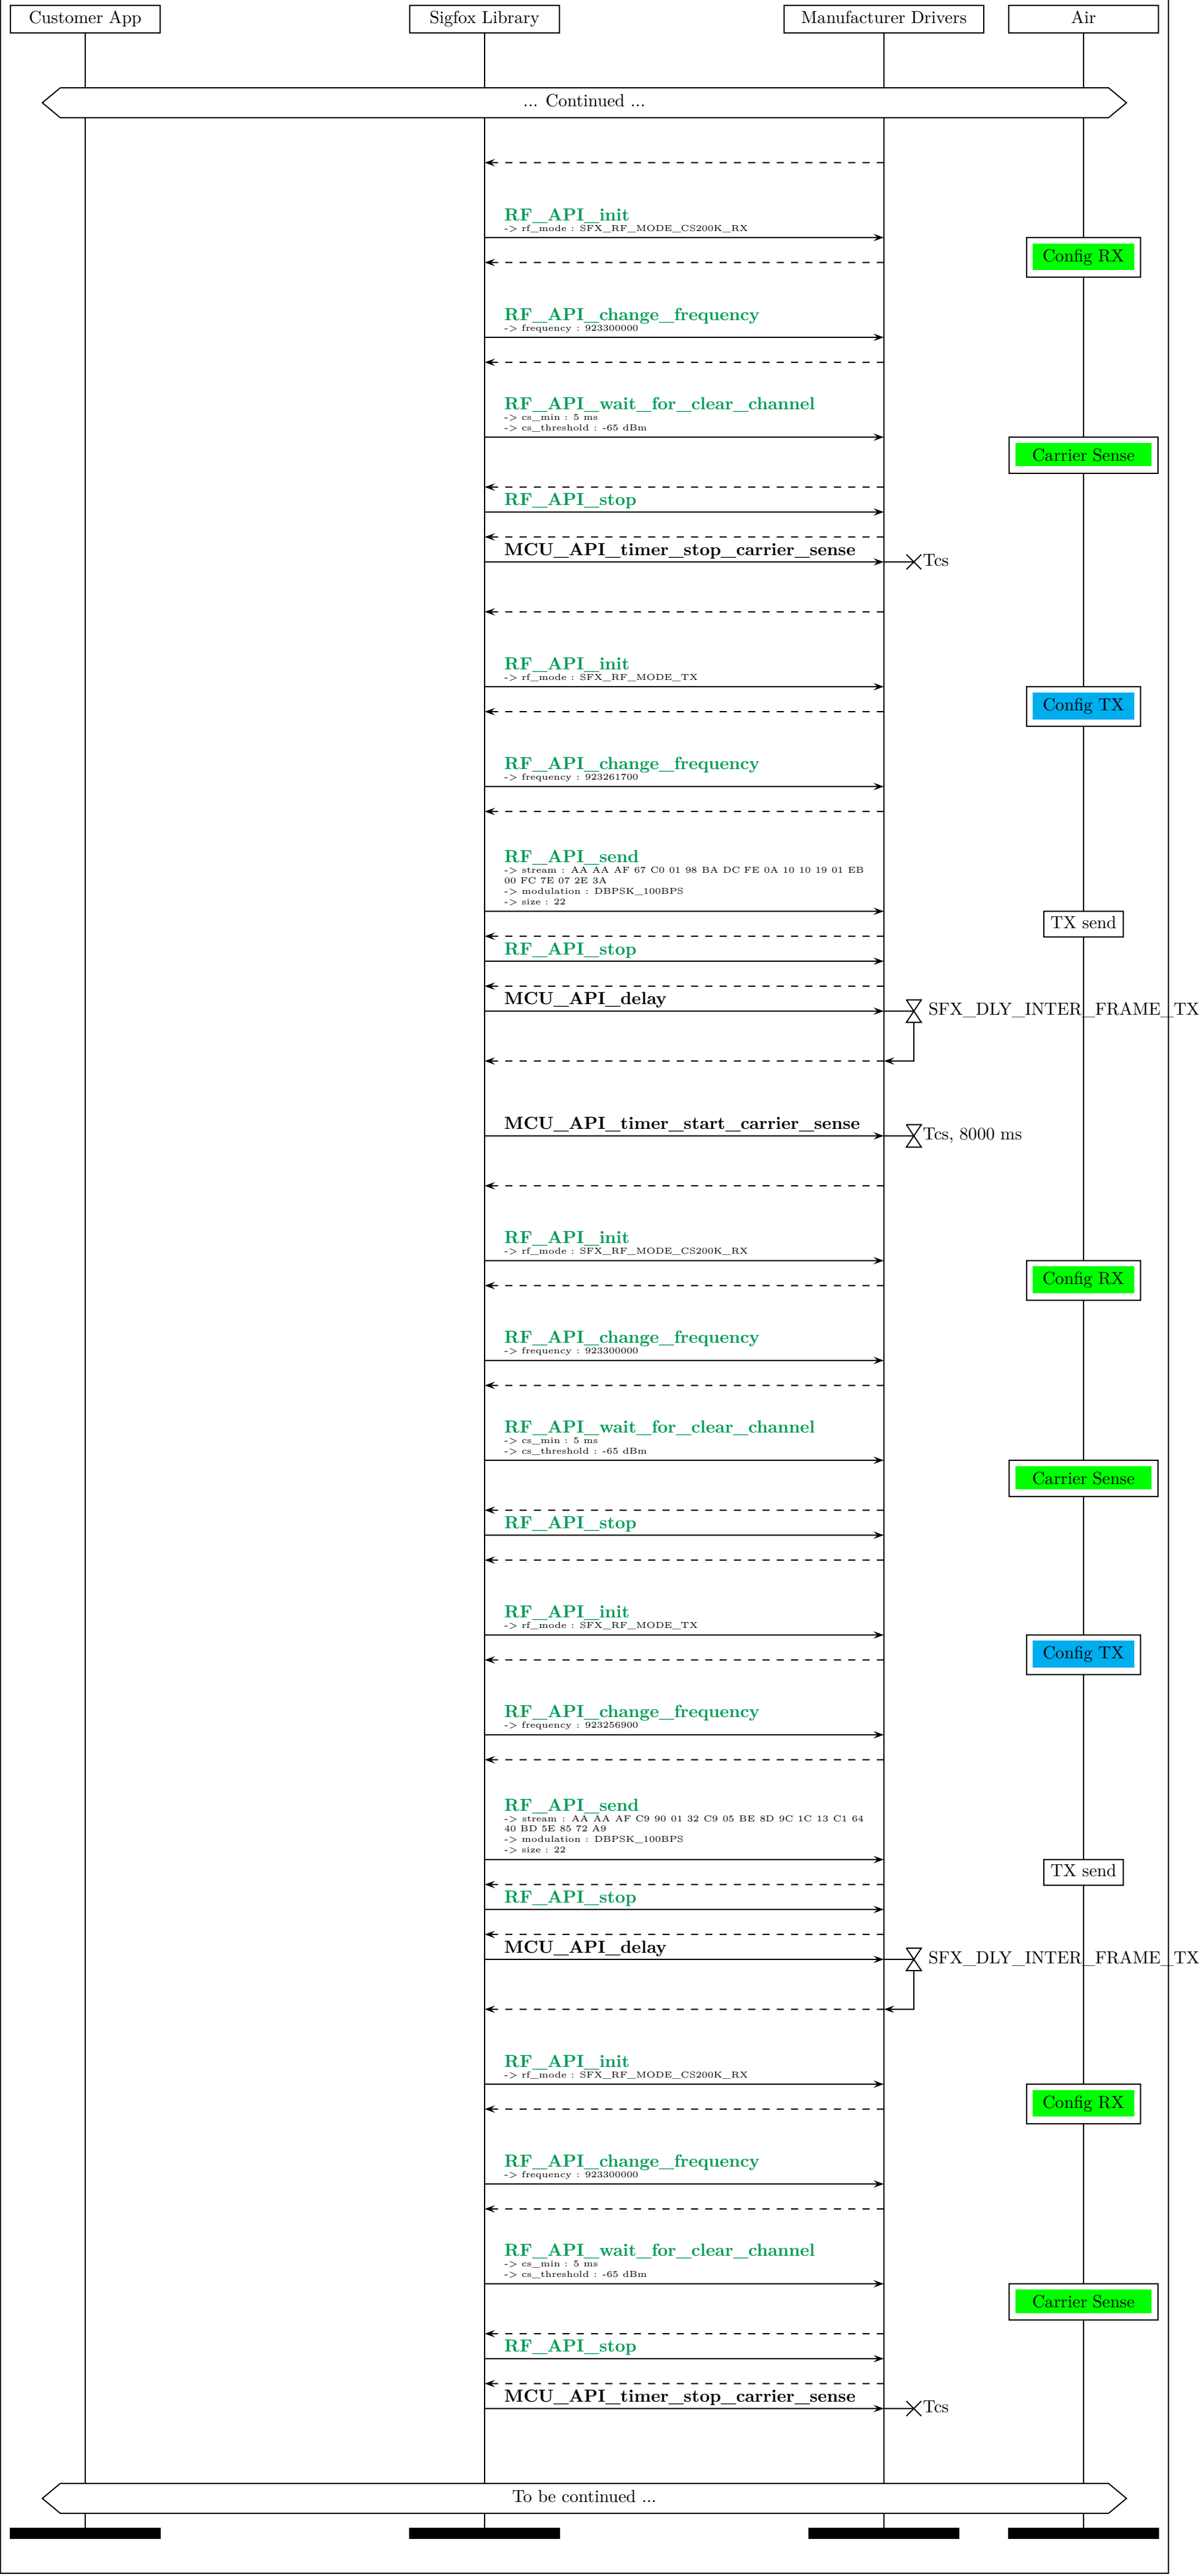 Customer App
Sigfox Library
Manufacturer Drivers
Air
... Continued ...
RF_API_init
-> rf_mode : SFX_RF_MODE_CS200K_RX
Config RX
RF_API_change_frequency
-> frequency : 923300000
RF_API_wait_for_clear_channel
-> cs_min : 5 ms
-> cs_threshold : -65 dBm
Carrier Sense
RF_API_stop
MCU_API_timer_stop_carrier_sense
Tcs
RF_API_init
-> rf_mode : SFX_RF_MODE_TX
Config TX
RF_API_change_frequency
-> frequency : 923261700
RF_API_send
-> stream : AA AA AF 67 C0 01 98 BA DC FE 0A 10 10 19 01 EB
00 FC 7E 07 2E 3A
-> modulation : DBPSK_100BPS
-> size : 22
TX send
RF_API_stop
MCU_API_delay
SFX_DLY_INTER_FRAME_TX
MCU_API_timer_start_carrier_sense
Tcs, 8000 ms
RF_API_init
-> rf_mode : SFX_RF_MODE_CS200K_RX
Config RX
RF_API_change_frequency
-> frequency : 923300000
RF_API_wait_for_clear_channel
-> cs_min : 5 ms
-> cs_threshold : -65 dBm
Carrier Sense
RF_API_stop
RF_API_init
-> rf_mode : SFX_RF_MODE_TX
Config TX
RF_API_change_frequency
-> frequency : 923256900
RF_API_send
-> stream : AA AA AF C9 90 01 32 C9 05 BE 8D 9C 1C 13 C1 64
40 BD 5E 85 72 A9
-> modulation : DBPSK_100BPS
-> size : 22
TX send
RF_API_stop
MCU_API_delay
SFX_DLY_INTER_FRAME_TX
RF_API_init
-> rf_mode : SFX_RF_MODE_CS200K_RX
Config RX
RF_API_change_frequency
-> frequency : 923300000
RF_API_wait_for_clear_channel
-> cs_min : 5 ms
-> cs_threshold : -65 dBm
Carrier Sense
RF_API_stop
MCU_API_timer_stop_carrier_sense
Tcs
To be continued ...